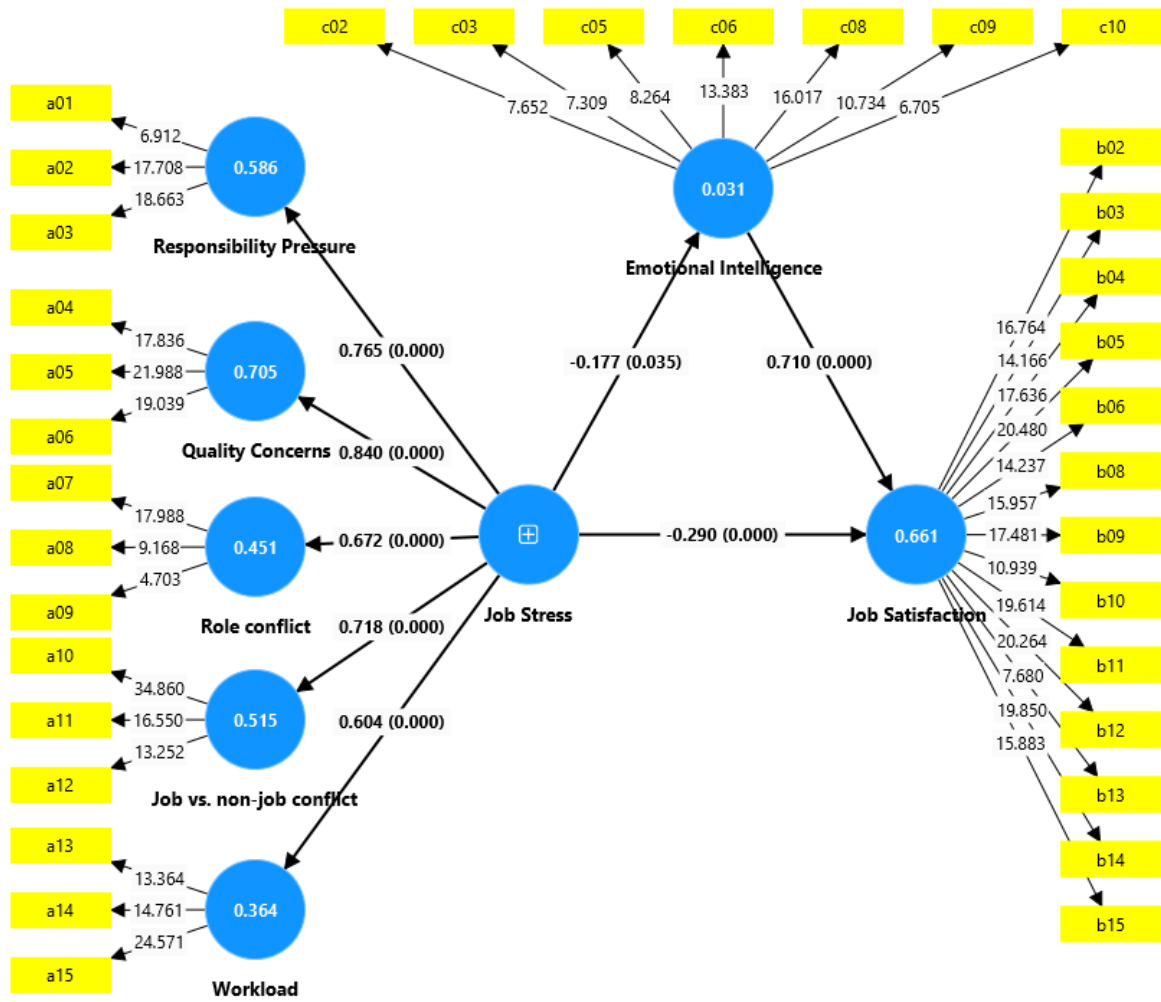 c02
c03
c05
c06
c08
c09
c10
7.652
7.309
8.264
13.383
16.017
10.734
6.705
a01
a02
a03
6.912
17.708
18.663
0.586
Responsibility Pressure
0.031
Emotional Intelligence
a04
a05
a06
17.836
21.988
19.039
0.705
Quality Concerns
a07
a08
a09
17.988
9.168
4.703
0.451
Role conflict
a10
a11
a12
34.860
16.550
13.252
0.515
Job vs. non-job conflict
a13
a14
a15
13.364
14.761
24.571
0.364
Workload
0.765 (0.000)
0.840 (0.000)
0.672 (0.000)
0.718 (0.000)
0.604 (0.000)
Job Stress
-0.177 (0.035)
0.710 (0.000)
-0.290 (0.000)
0.661
Job Satisfaction
16.764
14.166
17.636
20.480
14.237
15.957
17.481
10.939
19.614
20.264
7.680
19.850
15.883
b02
b03
b04
b05
b06
b08
b09
b10
b11
b12
b13
b14
b15